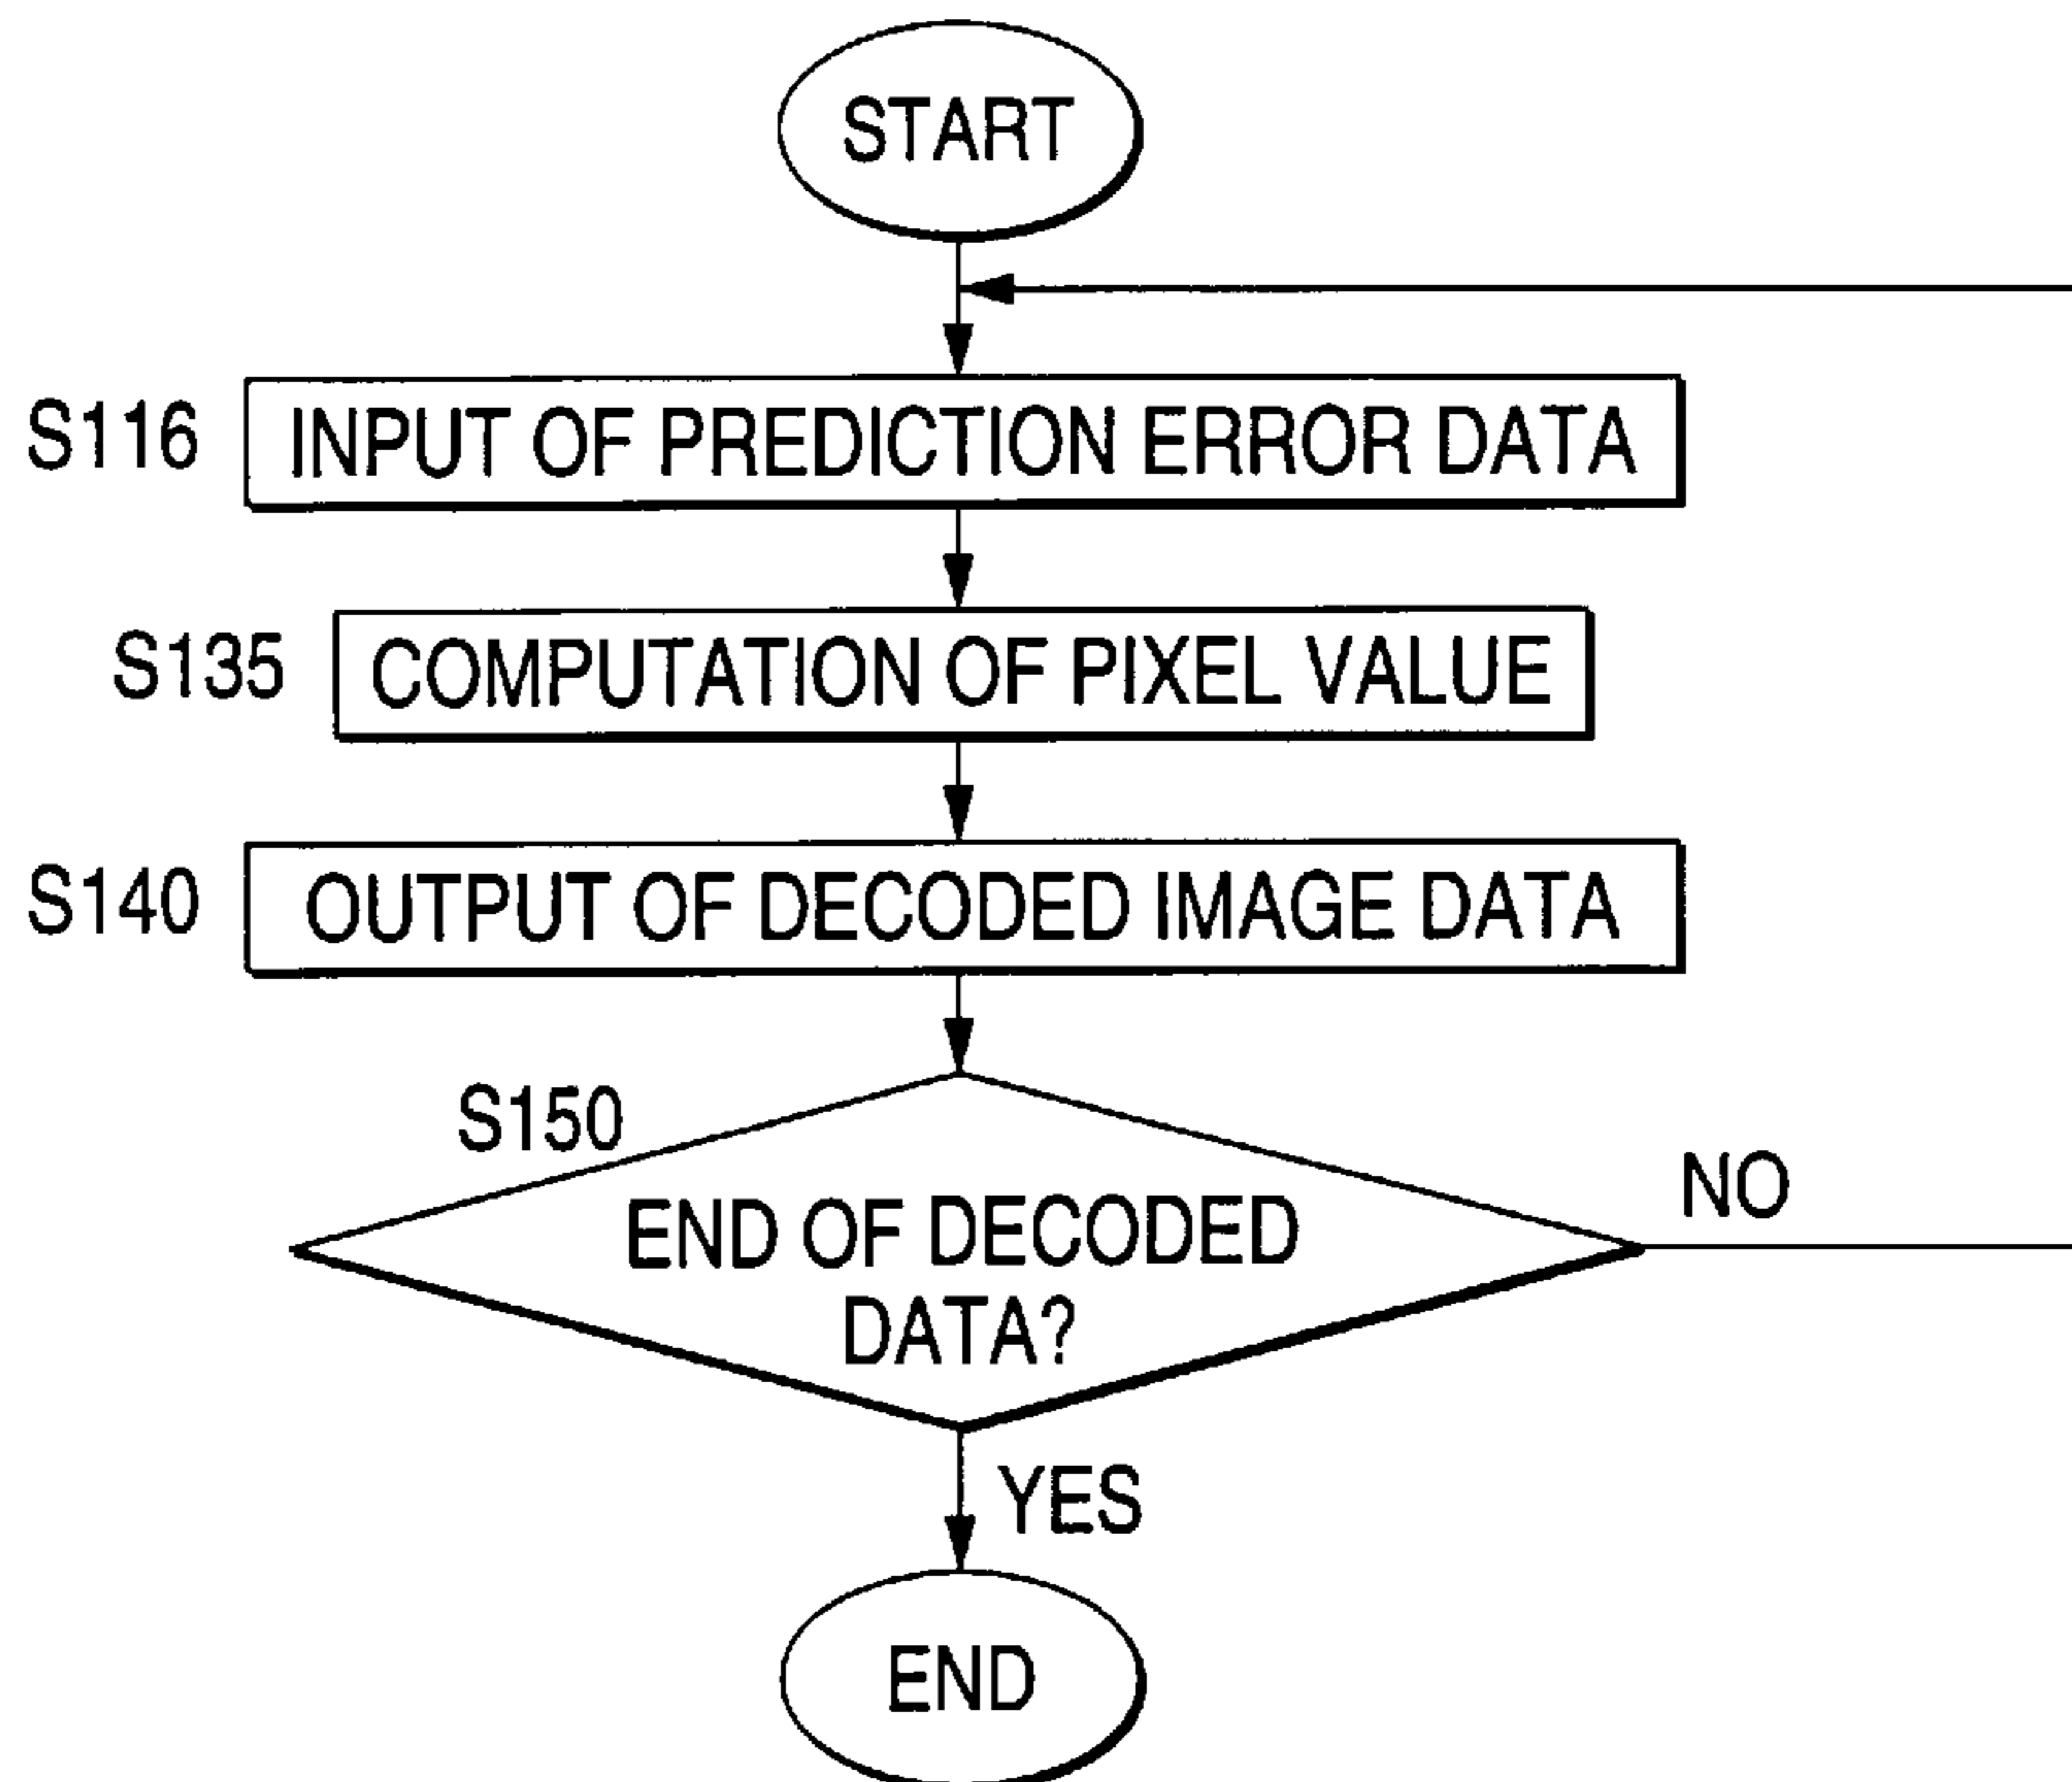 START
S116 INPUT OF PREDICTION ERROR DATA
S135 COMPUTATION OF PIXEL VALUE
S140 OUTPUT OF DECODED IMAGE DATA
S150
END OF DECODED
DATA?
NO
YES
END